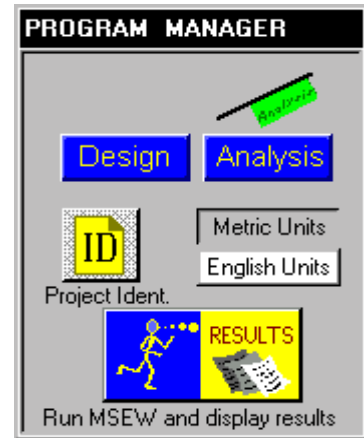 PROGRAM MANAGER
Analysis
Design
Analysis
ID
Metric Units
English Units
Project Ident.
RESULTS
Run MSEW and display results